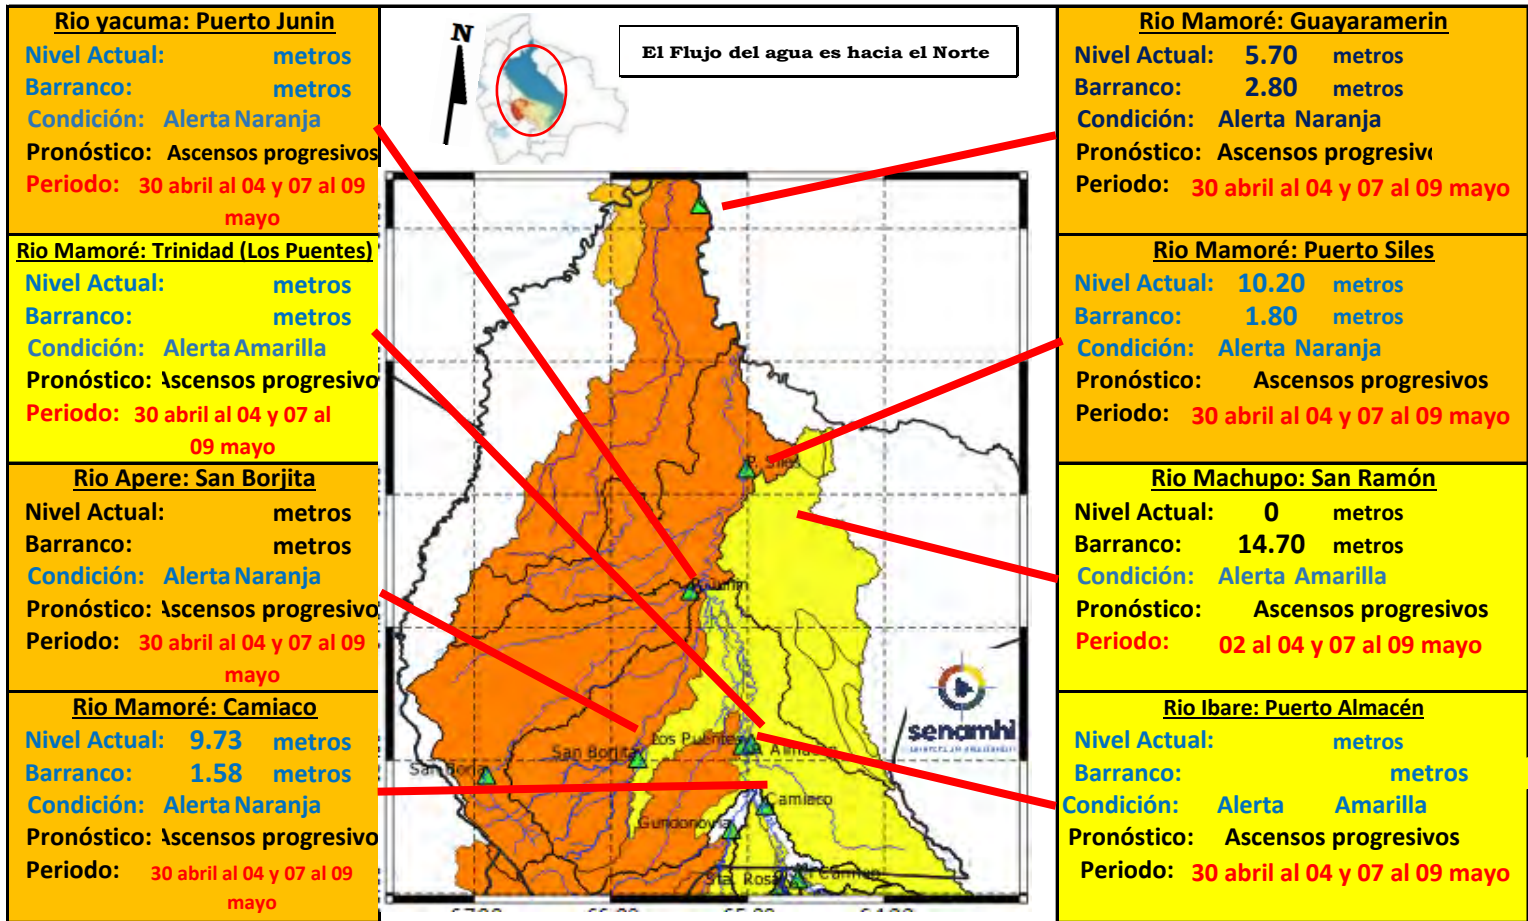 Rio yacuma: Puerto Junin
Nivel Actual: metros
Barranco: metros
Condición: Alerta Naranja
Pronóstico: Ascensos progresivos
Periodo: 30 abril al 04 y 07 al 09
mayo
Rio Mamoré: Trinidad (Los Puentes)
Nivel Actual: metros
Barranco: metros
Condición: Alerta Amarilla
Pronóstico: Ascensos progresivo
Periodo: 30 abril al 04 y 07 al
09 mayo
Rio Apere: San Borjita
Nivel Actual: metros
Barranco: metros
Condición: Alerta Naranja
Pronóstico: Ascensos progresivo
Periodo: 30 abril al 04 y 07 al 09
mayo
Rio Mamoré: Camiaco
Nivel Actual: 9.73 metros
Barranco: 1.58 metros
Condición: Alerta Naranja
Pronóstico: Ascensos progresivo
Periodo: 30 abril al 04 y 07 al 09
mayo
N
El Flujo del agua es hacia el Norte
P. Siles
P. Junin
Los Puentes
P. Almacén
San Borjita
San Borja
Camiaco
Gundonovia
Sta. Rosa
senamhi
Rio Mamoré: Guayaramerin
Nivel Actual: 5.70 metros
Barranco: 2.80 metros
Condición: Alerta Naranja
Pronóstico: Ascensos progresiv
Periodo: 30 abril al 04 y 07 al 09 mayo
Rio Mamoré: Puerto Siles
Nivel Actual: 10.20 metros
Barranco: 1.80 metros
Condición: Alerta Naranja
Pronóstico: Ascensos progresivos
Periodo: 30 abril al 04 y 07 al 09 mayo
Rio Machupo: San Ramón
Nivel Actual: 0 metros
Barranco: 14.70 metros
Condición: Alerta Amarilla
Pronóstico: Ascensos progresivos
Periodo: 02 al 04 y 07 al 09 mayo
Rio Ibare: Puerto Almacén
Nivel Actual: metros
Barranco: metros
Condición: Alerta Amarilla
Pronóstico: Ascensos progresivos
Periodo: 30 abril al 04 y 07 al 09 mayo